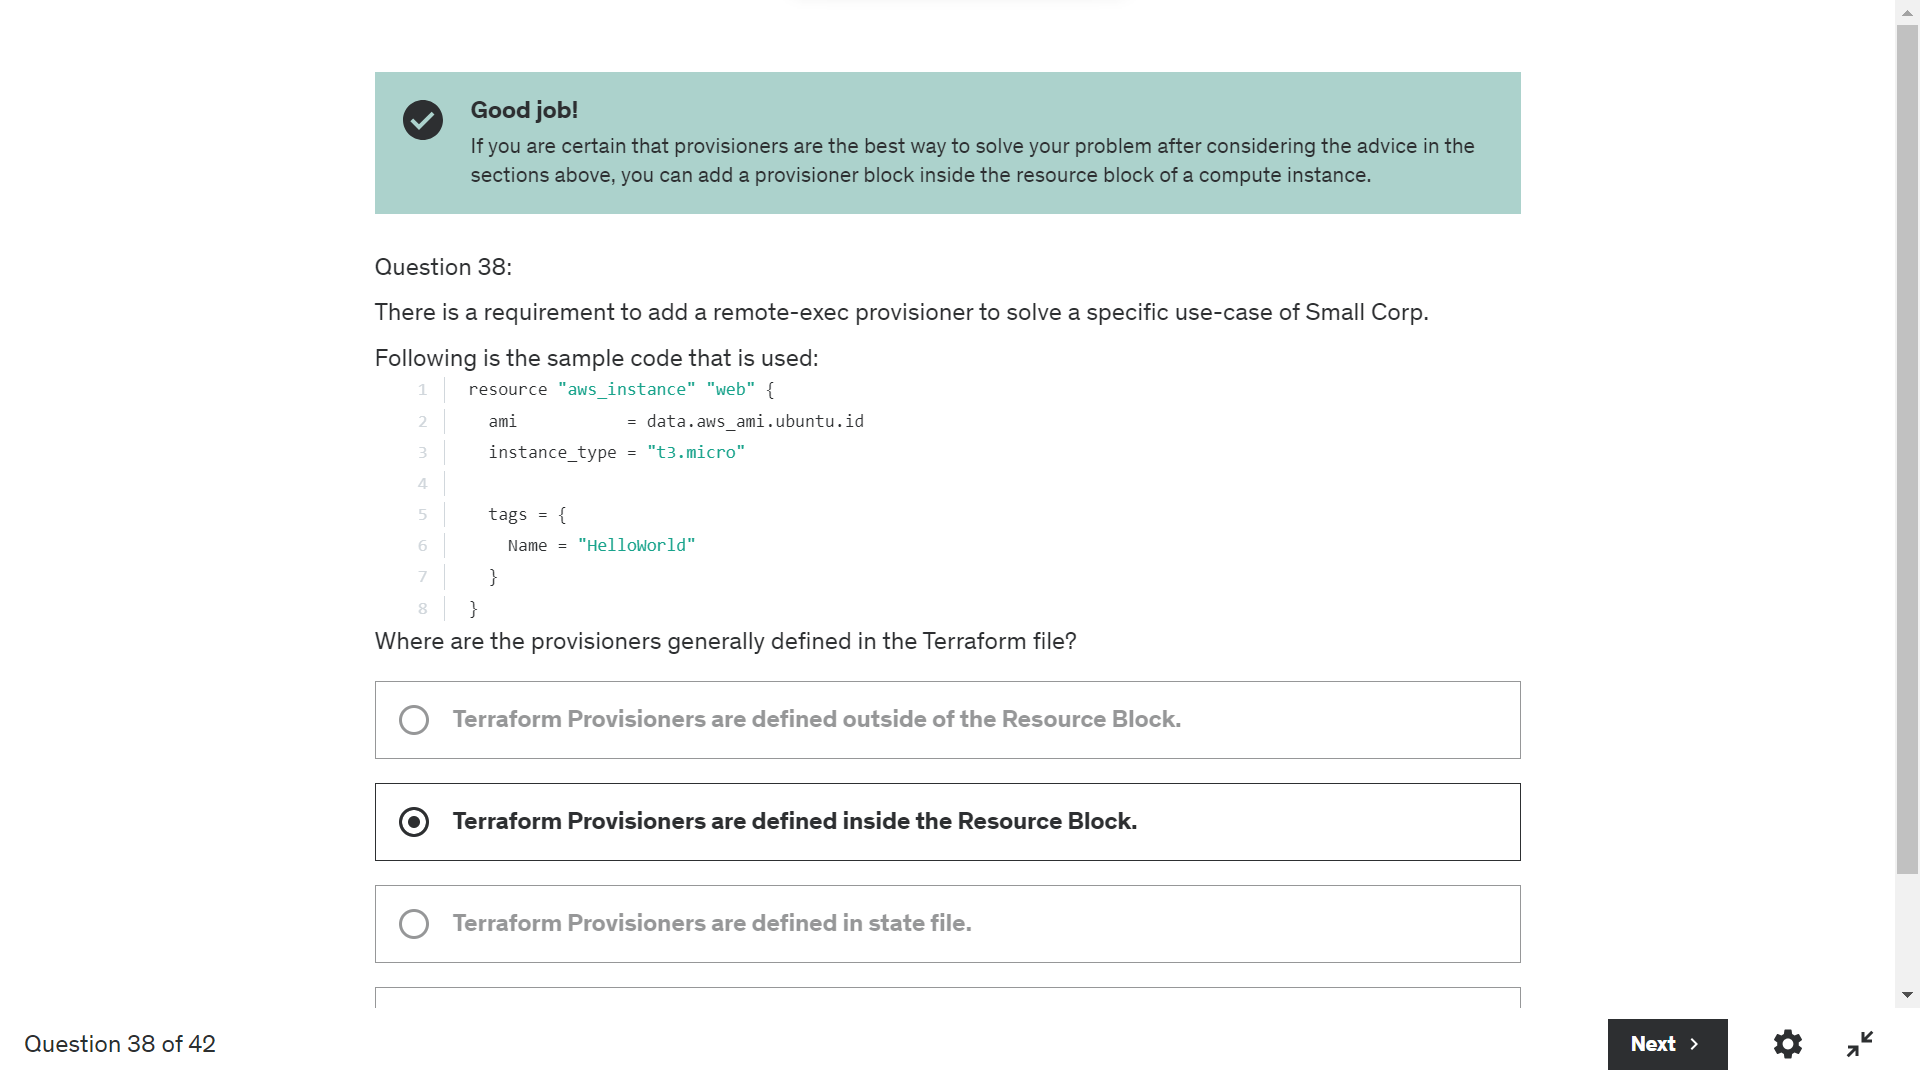 Good job!
If you are certain that provisioners are the best way to solve your problem after considering the advice in the
sections above, you can add a provisioner block inside the resource block of a compute instance.
Question 38:
There is a requirement to add a remote-exec provisioner to solve a specific use-case of Small Corp.
Following is the sample code that is used:
1 resource "aws_instance" "web" {
2   ami           = data.aws_ami.ubuntu.id
3   instance_type = "t3.micro"
4
5   tags = {
6     Name = "HelloWorld"
7   }
8 }
Where are the provisioners generally defined in the Terraform file?
Terraform Provisioners are defined outside of the Resource Block.
Terraform Provisioners are defined inside the Resource Block.
Terraform Provisioners are defined in state file.
Question 38 of 42
Next